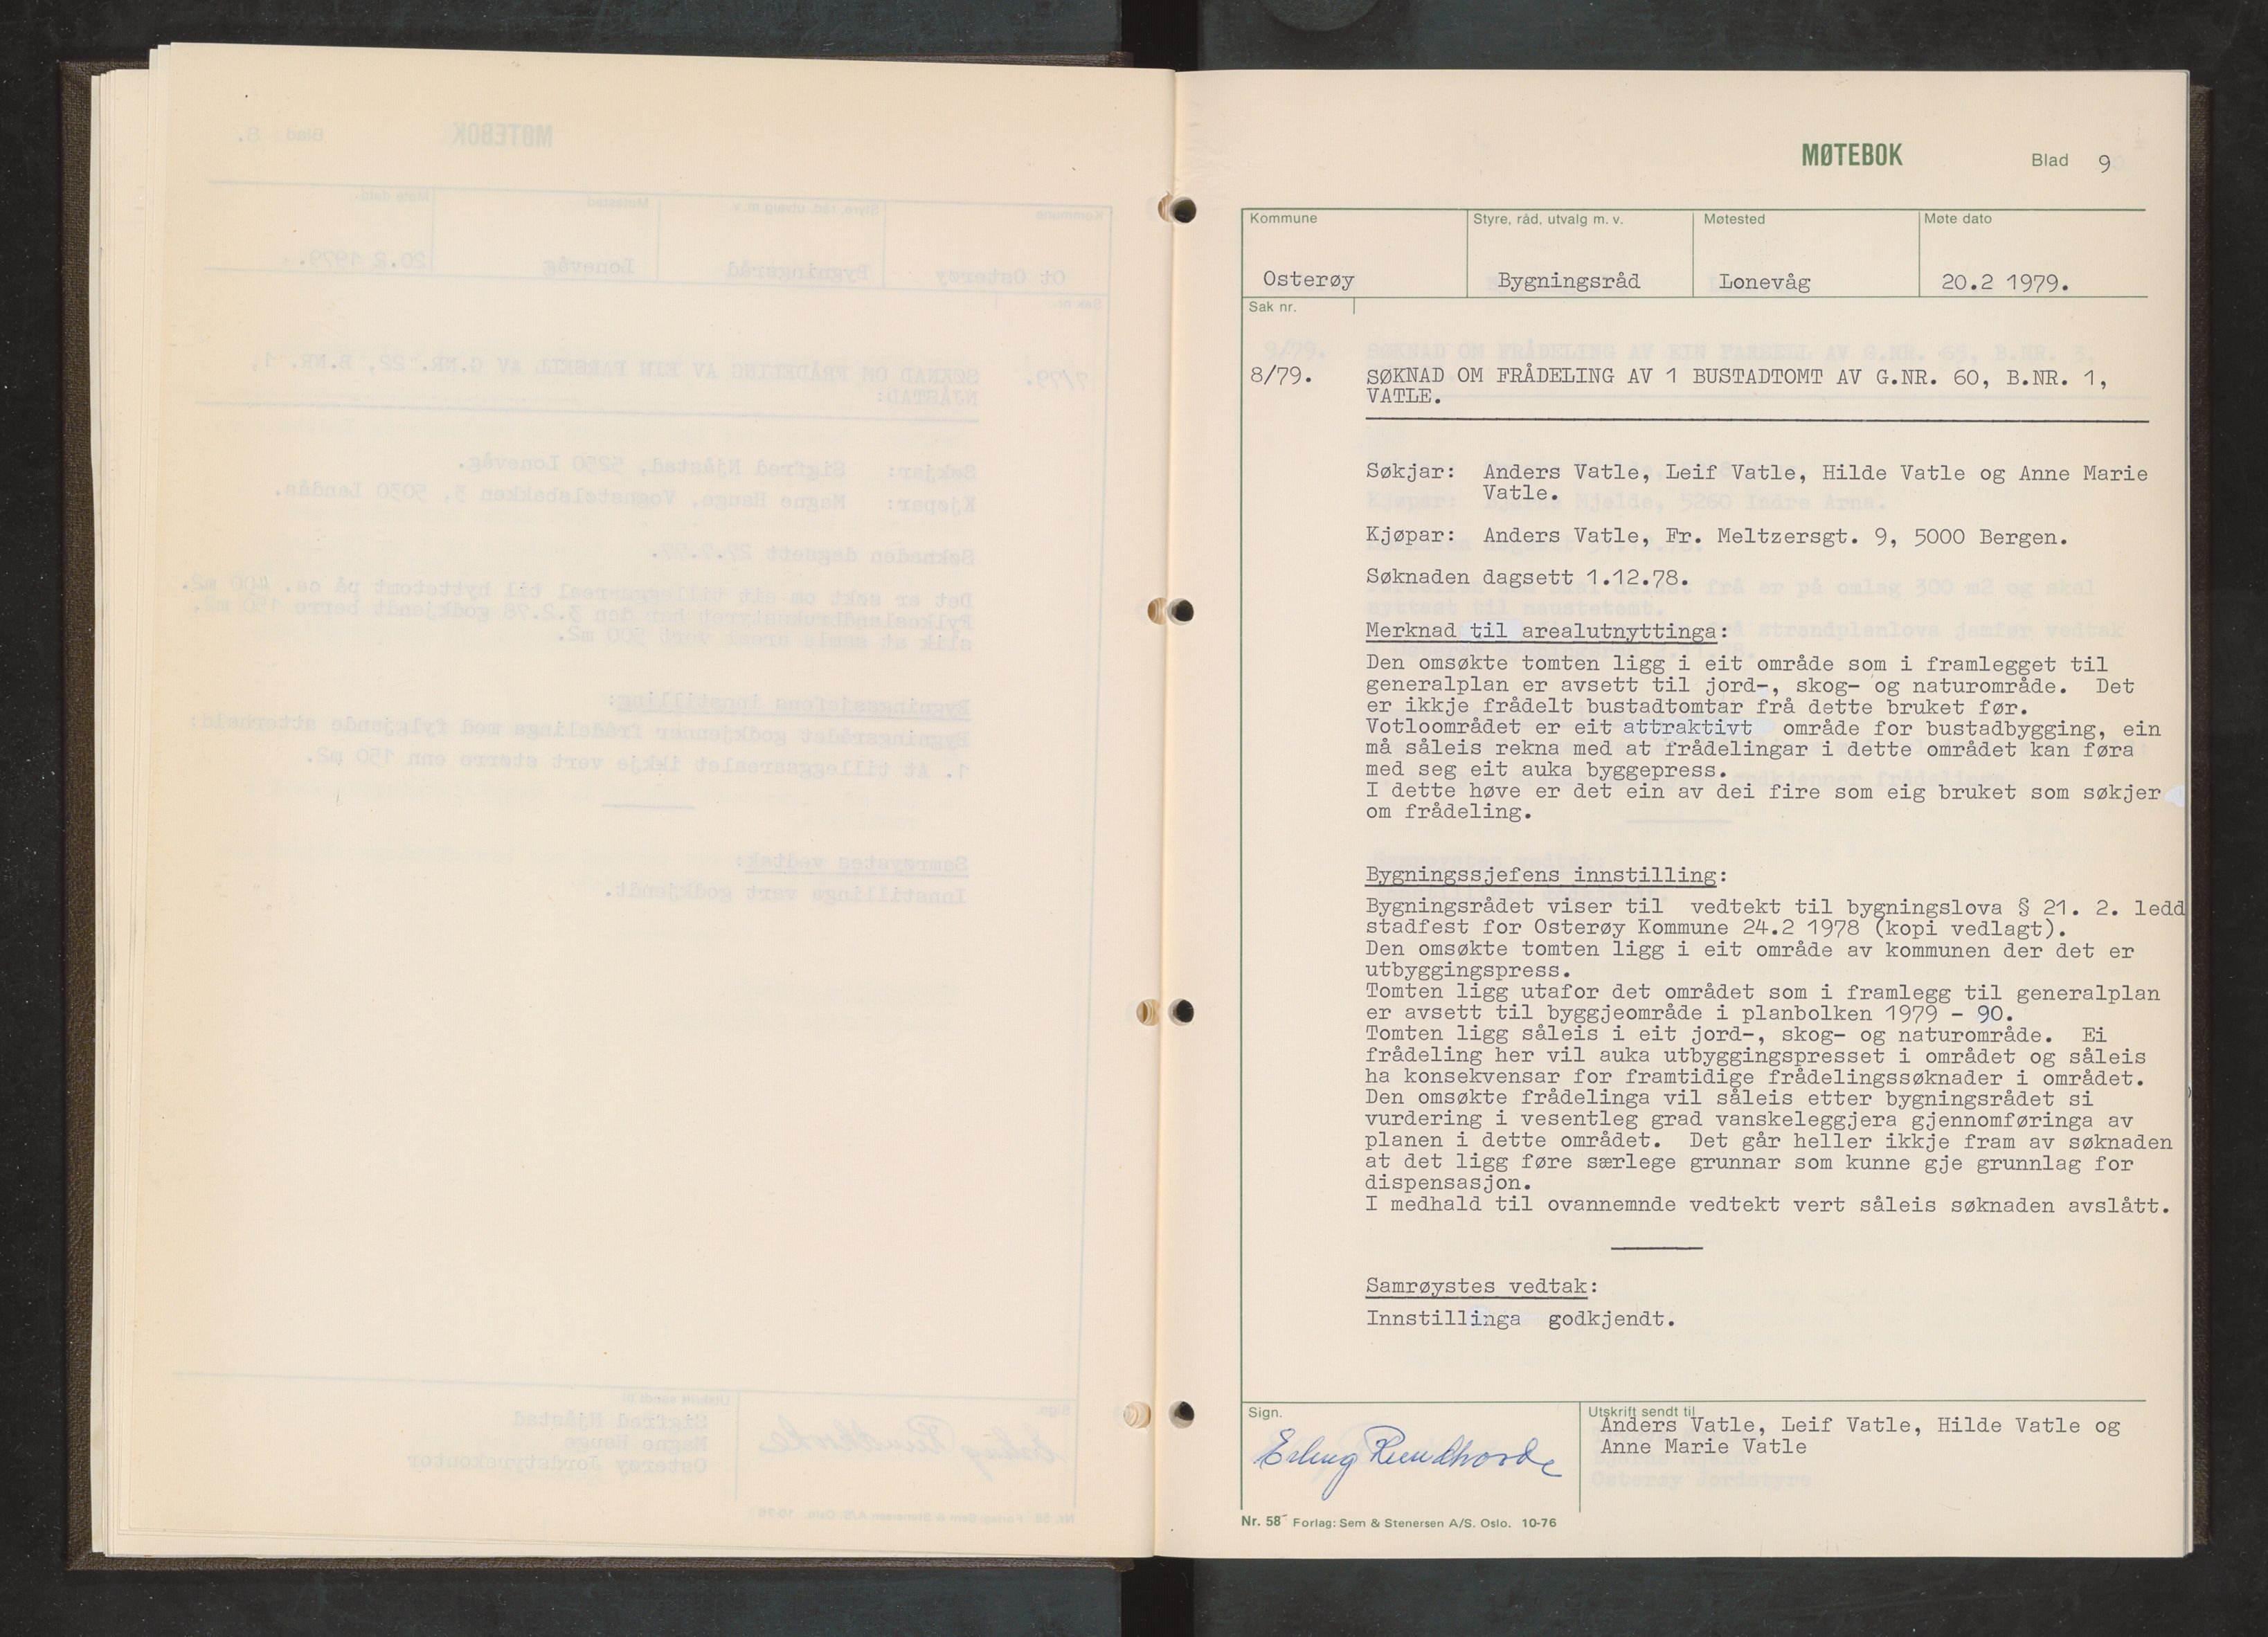 MØTEBOK Blad 9
Kommune Styre, råd, utvalg m. v. Møtested Møte dato
Osterøy Bygningsråd Lonevåg 20.2 1979.
Sak nr.
8/79. SØKNAD OM FRÅDELING AV 1 BUSTADTOMT AV G.NR. 60, B.NR. 1,
VATLE.
Søkjar: Anders Vatle, Leif Vatle, Hilde Vatle og Anne Marie
Vatle.
Kjøpar: Anders Vatle, Fr. Meltzersgt. 9, 5000 Bergen.
Søknaden dagsett 1.12.78.
Merknad til arealutnyttinga:
Den omsøkte tomten ligg i eit område som i framlegget til
generalplan er avsett til jord-, skog- og naturområde. Det
er ikkje frådelt bustadtomtar frå dette bruket før.
Votloområdet er eit attraktivt område for bustadbygging, ein
må såleis rekna med at frådelingar i dette området kan føra
med seg eit auka byggepress.
I dette høve er det ein av dei fire som eig bruket som søkjer
om frådeling.
Bygningssjefens innstilling:
Bygningsrådet viser til vedtekt til bygningslova § 21. 2. ledd
stadfest for Osterøy Kommune 24.2 1978 (kopi vedlagt).
Den omsøkte tomten ligg i eit område av kommunen der det er
utbyggingspress.
Tomten ligg utafor det området som i framlegg til generalplan
er avsett til byggjeområde i planbolken 1979 - 90.
Tomten ligg såleis i eit jord-, skog- og naturområde. Ei
frådeling her vil auka utbyggingspresset i området og såleis
ha konsekvensar for framtidige frådelingssøknader i området.
Den omsøkte frådelinga vil såleis etter bygningsrådet si
vurdering i vesentleg grad vanskeleggjera gjennomføringa av
planen i dette området. Det går heller ikkje fram av søknaden
at det ligg føre særlege grunnar som kunne gje grunnlag for
dispensasjon.
I medhald til ovannemnde vedtekt vert såleis søknaden avslått.
Samrøystes vedtak:
Innstillinga godkjendt.
Sign. Utskrift sendt til
Anders Vatle, Leif Vatle, Hilde Vatle og
Anne Marie Vatle
Erling Rundhovde
Nr. 58 Forlag: Sem & Stenersen A/S. Oslo. 10-76